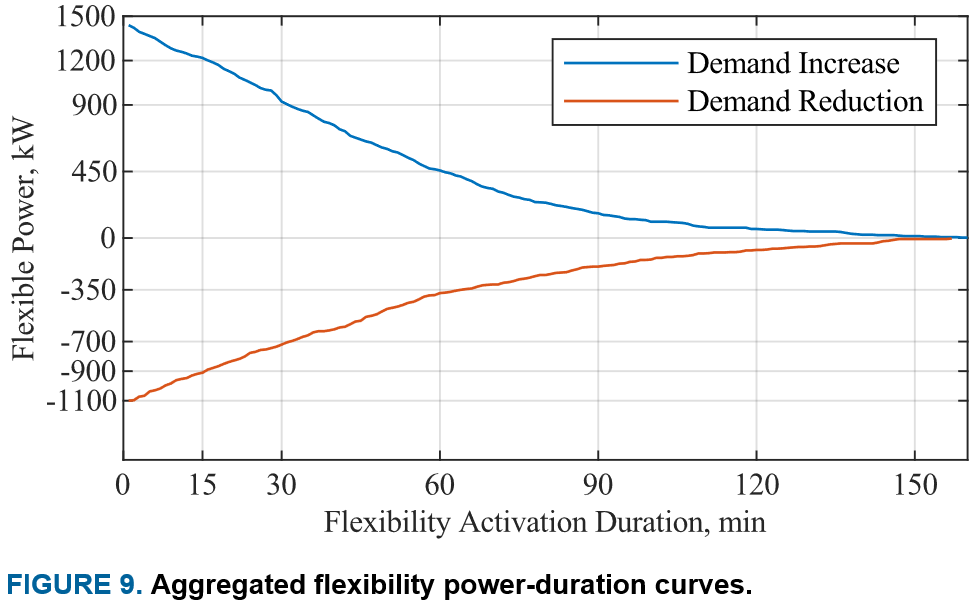 1500
1200
900
450
0
-350
-700
-900
-1100
Flexible Power, kW
Demand Increase
Demand Reduction
0 15 30 60 90 120 150
Flexibility Activation Duration, min
FIGURE 9. Aggregated flexibility power-duration curves.